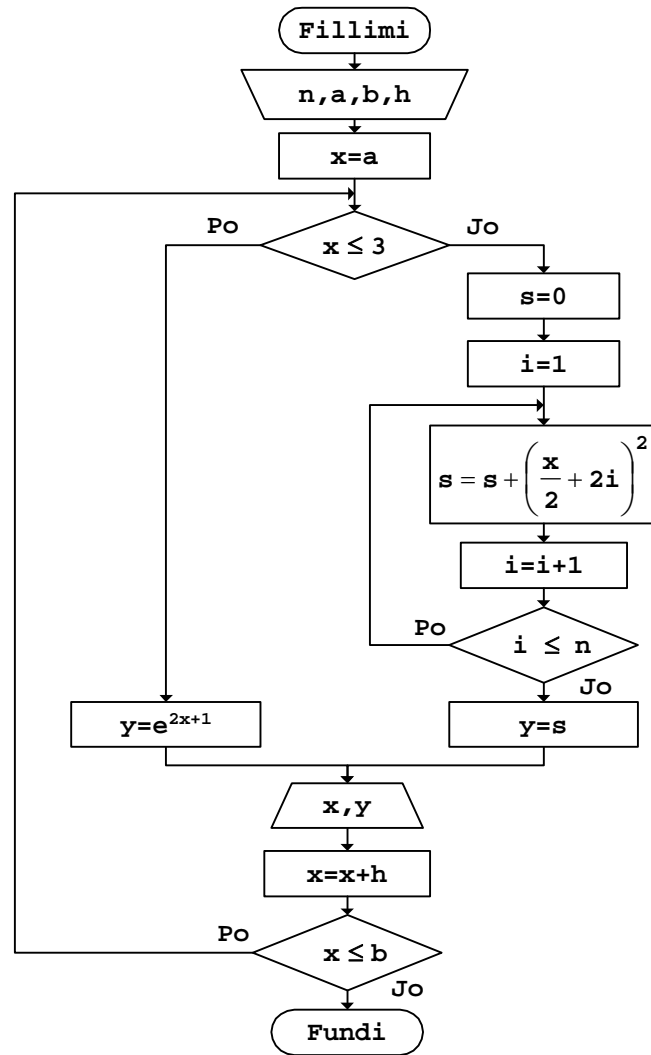 Fillimi
n,a,b,h
x=a
Po
x ≤ 3
Jo
s=0
i=1
s = s + (x/2 + 2i)^2
i=i+1
Po
i ≤ n
Jo
y=e^{2x+1}
y=s
x,y
x=x+h
Po
x ≤ b
Jo
Fundi